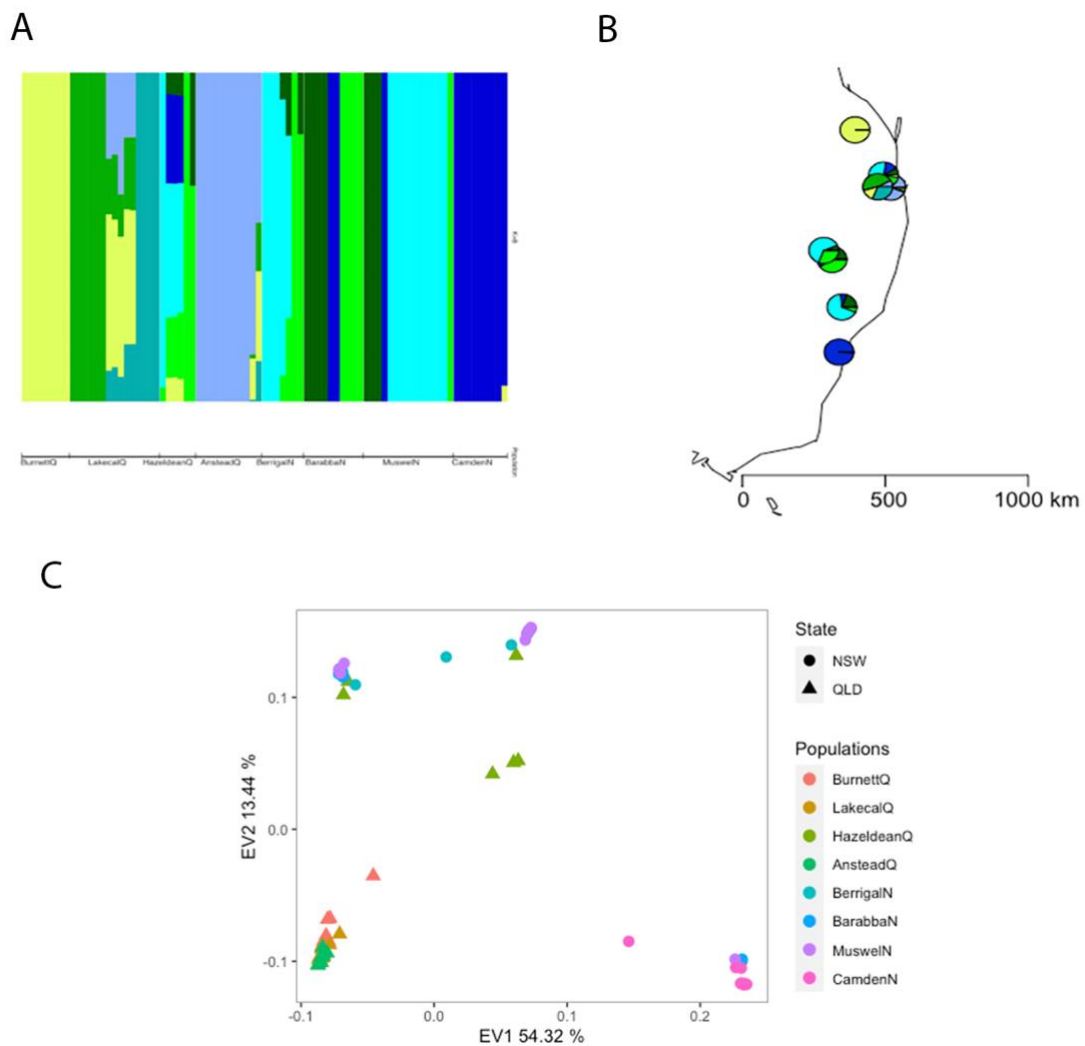 A
B
K=8
BurnettQ LakecalQ HazeldeanQ AnsteadQ BerrigalN BarabbaN MuswelN CamdenN
Population
0 500 1000 km
C
State
NSW
QLD
Populations
BurnettQ
LakecalQ
HazeldeanQ
AnsteadQ
BerrigalN
BarabbaN
MuswelN
CamdenN
0.1
0.0
-0.1
EV2 13.44 %
-0.1 0.0 0.1 0.2
EV1 54.32 %